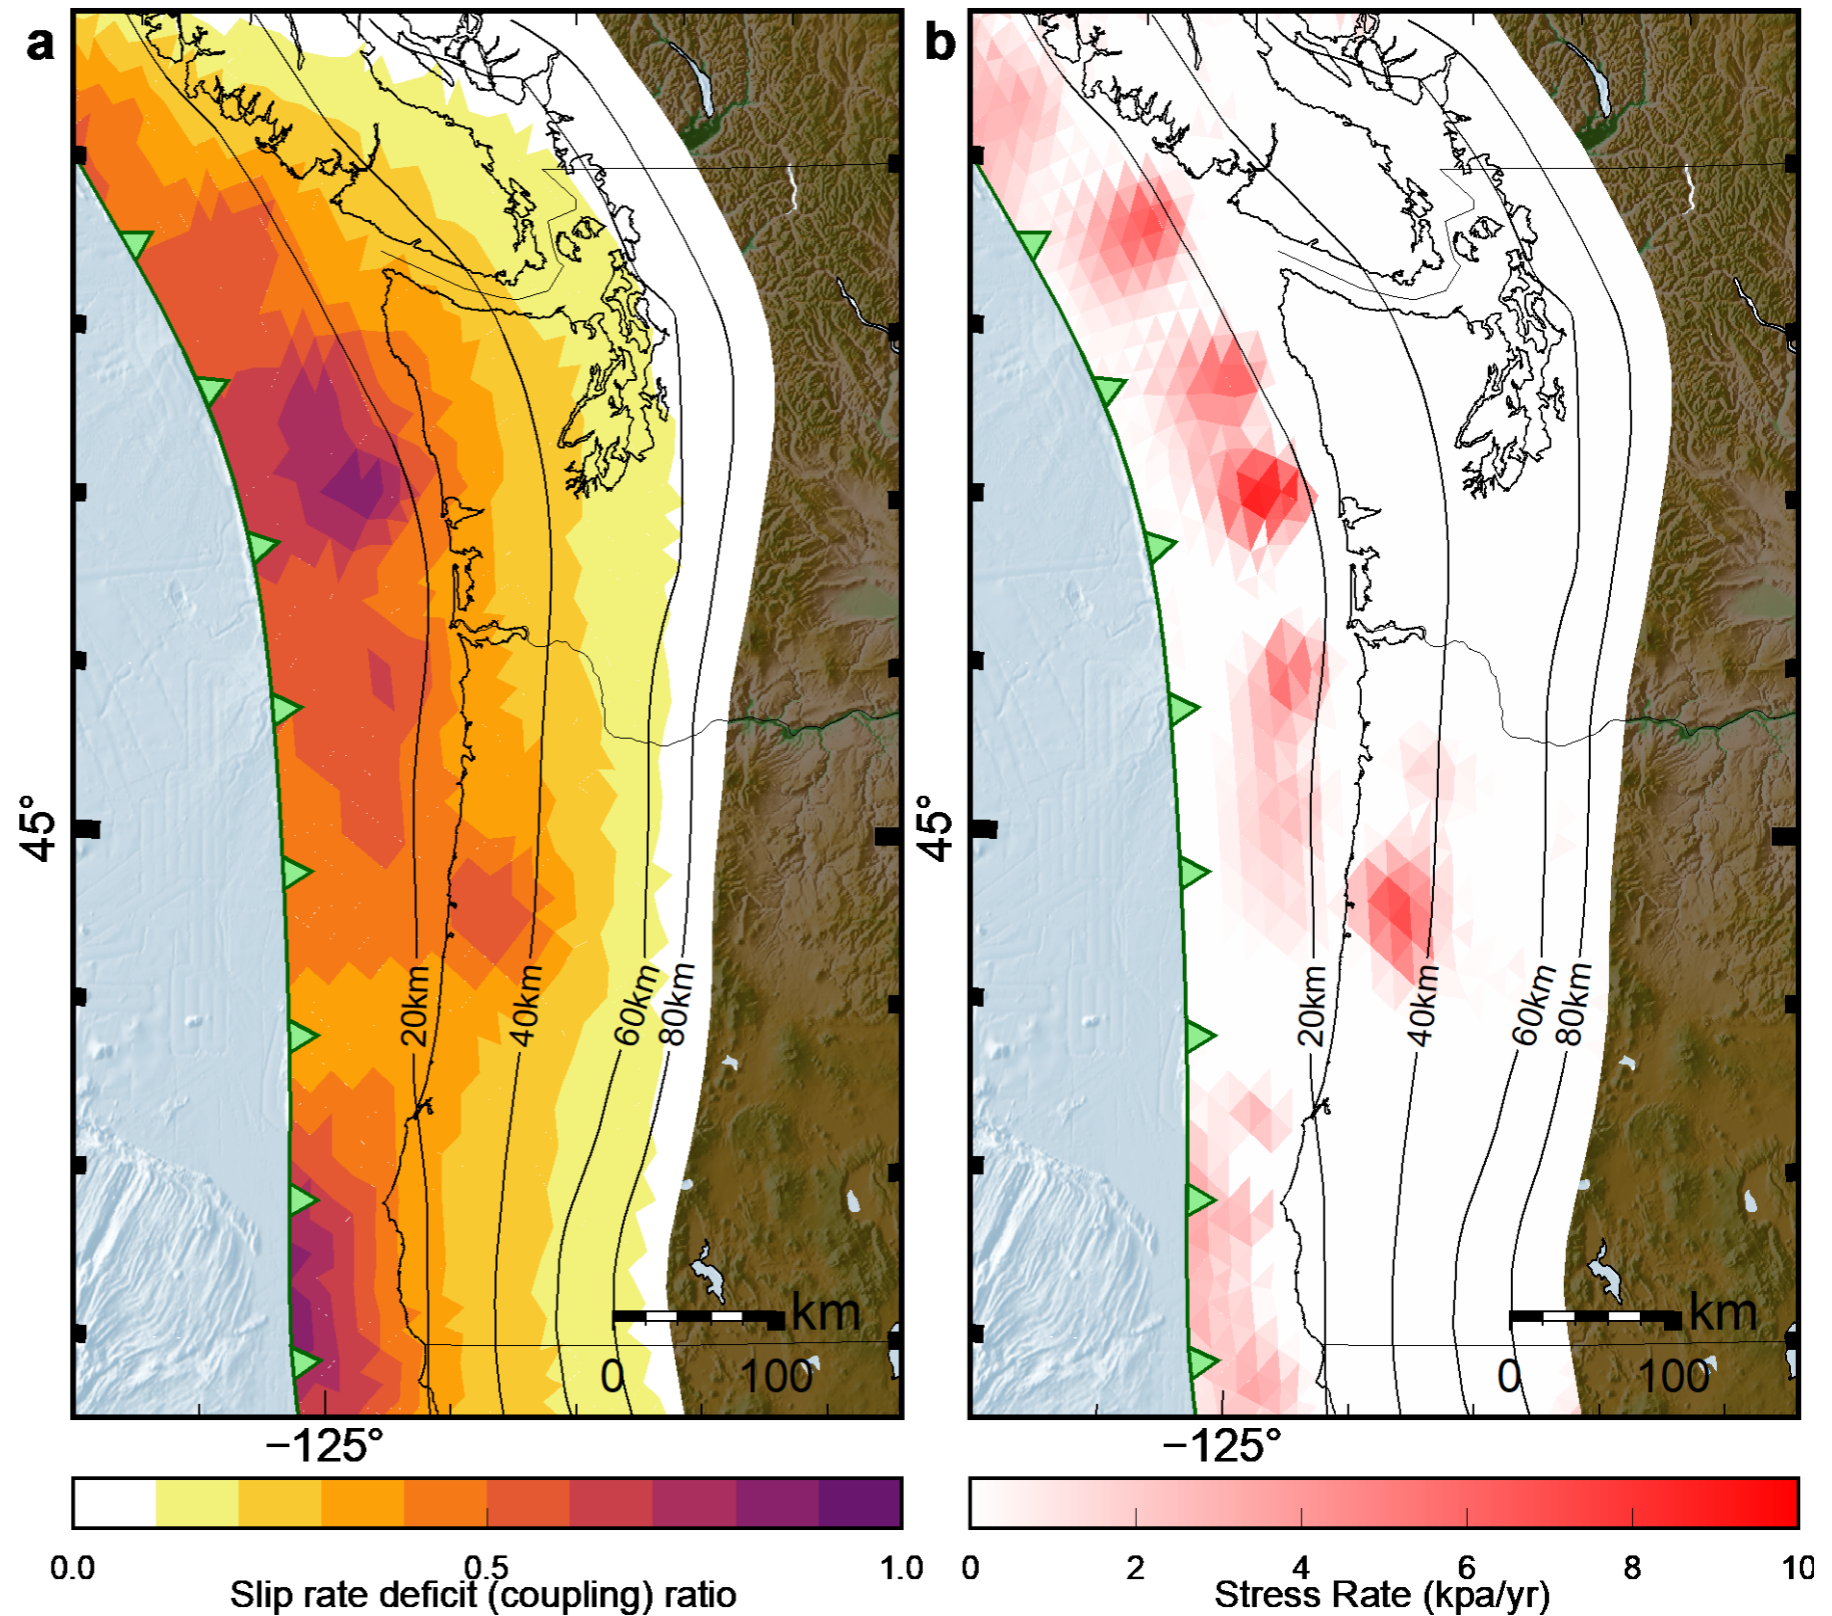 a
b
45°
45°
20km
40km
60km
80km
20km
40km
60km
80km
km
0
100
km
0
100
−125°
−125°
0.0
0.5
1.0
Slip rate deficit (coupling) ratio
0
2
4
6
8
10
Stress Rate (kpa/yr)